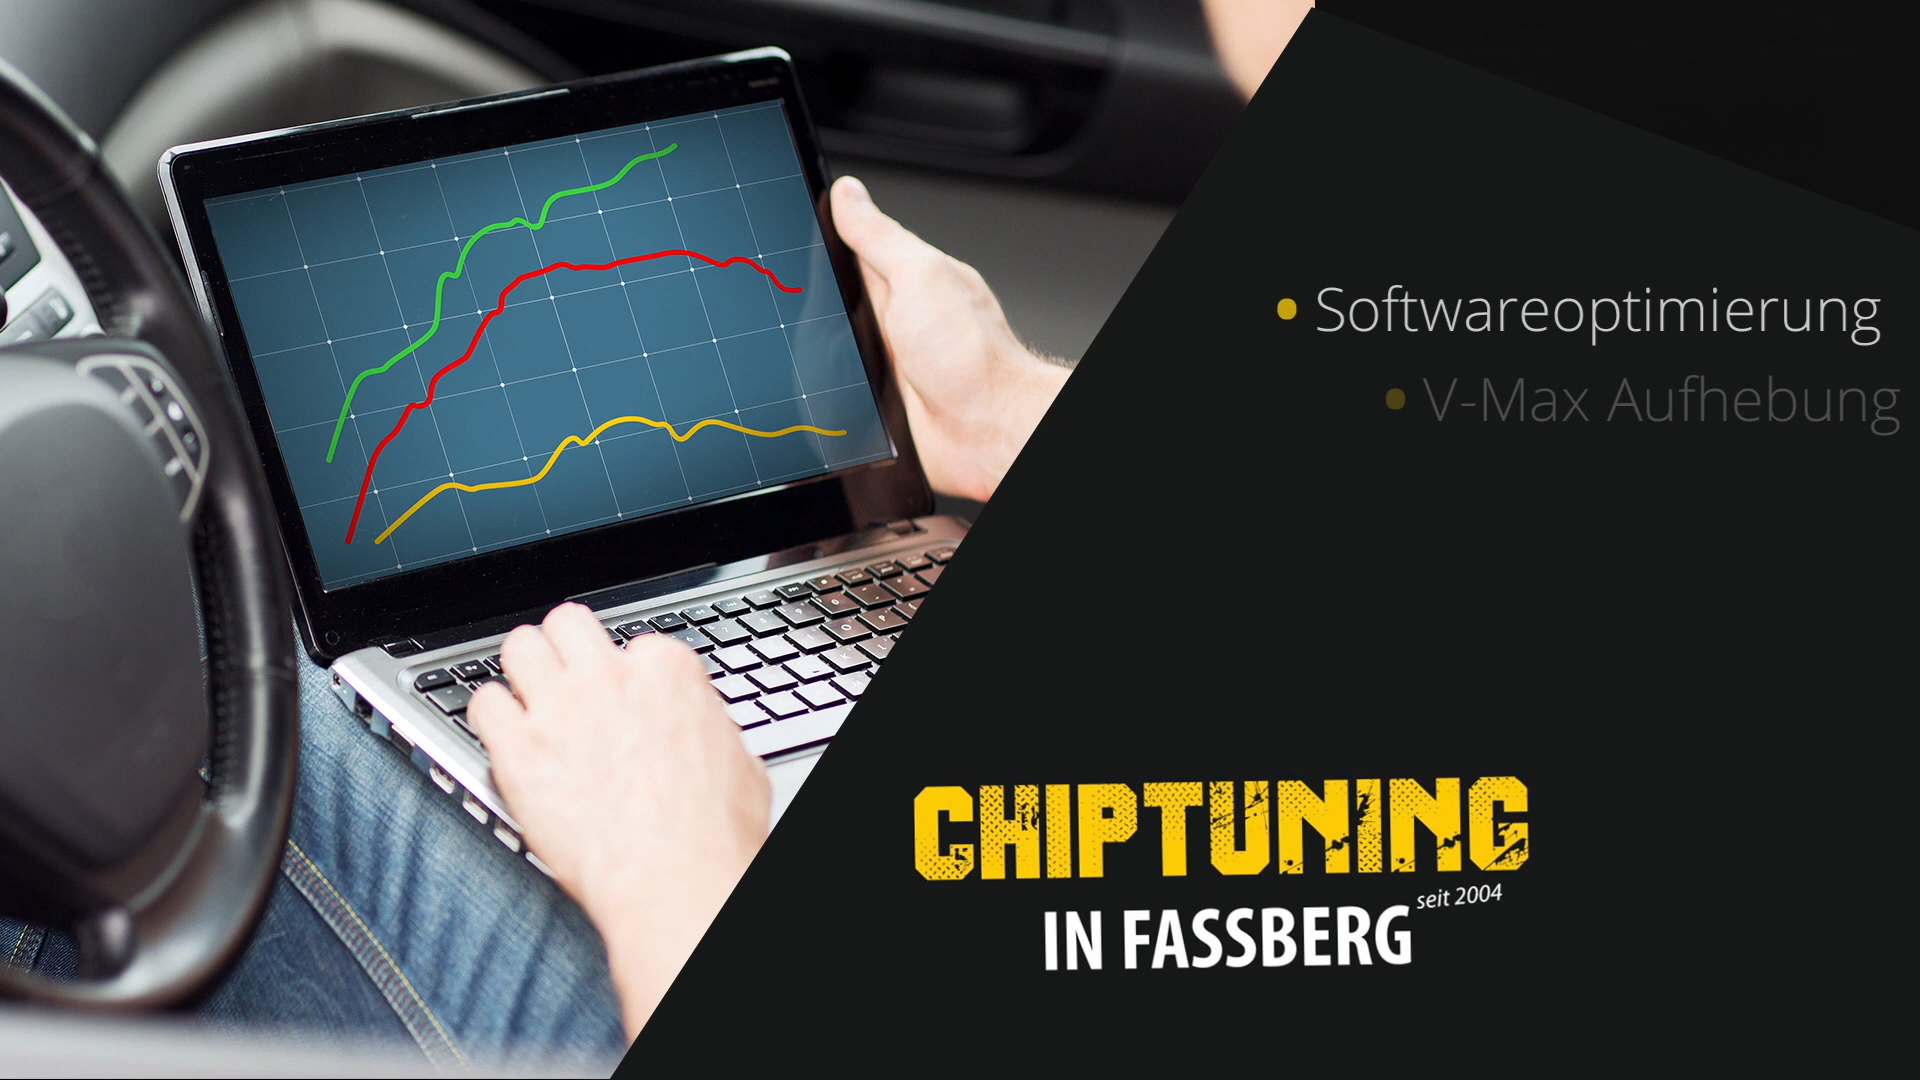 • Softwareoptimierung
• V-Max Aufhebung
CHIPTUNING
IN FASSBERG seit 2004